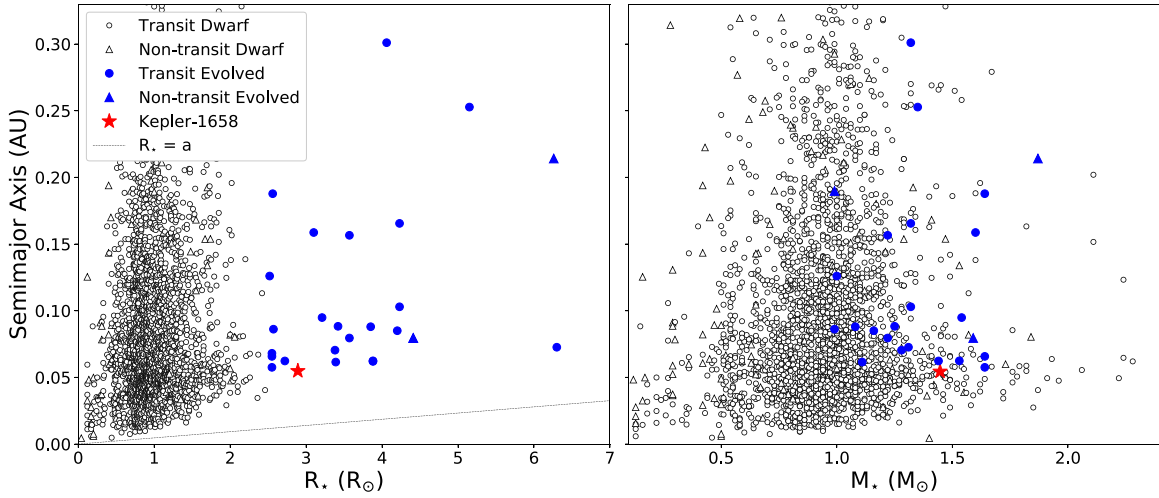 Transit Dwarf
Non-transit Dwarf
Transit Evolved
Non-transit Evolved
Kepler-1658
R⋆ = a
Semimajor Axis (AU)
0.30
0.25
0.20
0.15
0.10
0.05
0.00
0 1 2 3 4 5 6 7
R⋆ (R⊙)
0.5 1.0 1.5 2.0
M⋆ (M⊙)